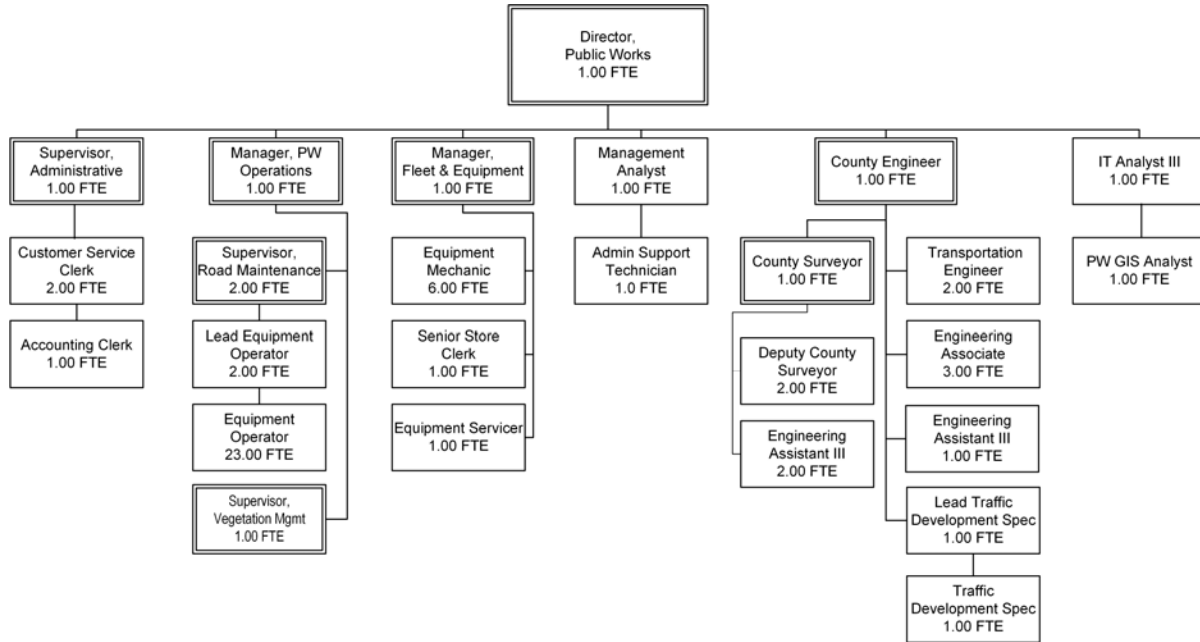 Director,
Public Works
1.00 FTE
Supervisor,
Administrative
1.00 FTE
Manager, PW
Operations
1.00 FTE
Manager,
Fleet & Equipment
1.00 FTE
Management
Analyst
1.00 FTE
County Engineer
1.00 FTE
IT Analyst III
1.00 FTE
Customer Service
Clerk
2.00 FTE
Accounting Clerk
1.00 FTE
Supervisor,
Road Maintenance
2.00 FTE
Lead Equipment
Operator
2.00 FTE
Equipment
Operator
23.00 FTE
Supervisor,
Vegetation Mgmt
1.00 FTE
Equipment
Mechanic
6.00 FTE
Senior Store
Clerk
1.00 FTE
Equipment Servicer
1.00 FTE
Admin Support
Technician
1.0 FTE
County Surveyor
1.00 FTE
Deputy County
Surveyor
2.00 FTE
Engineering
Assistant III
2.00 FTE
Transportation
Engineer
2.00 FTE
Engineering
Associate
3.00 FTE
Engineering
Assistant III
1.00 FTE
Lead Traffic
Development Spec
1.00 FTE
Traffic
Development Spec
1.00 FTE
PW GIS Analyst
1.00 FTE